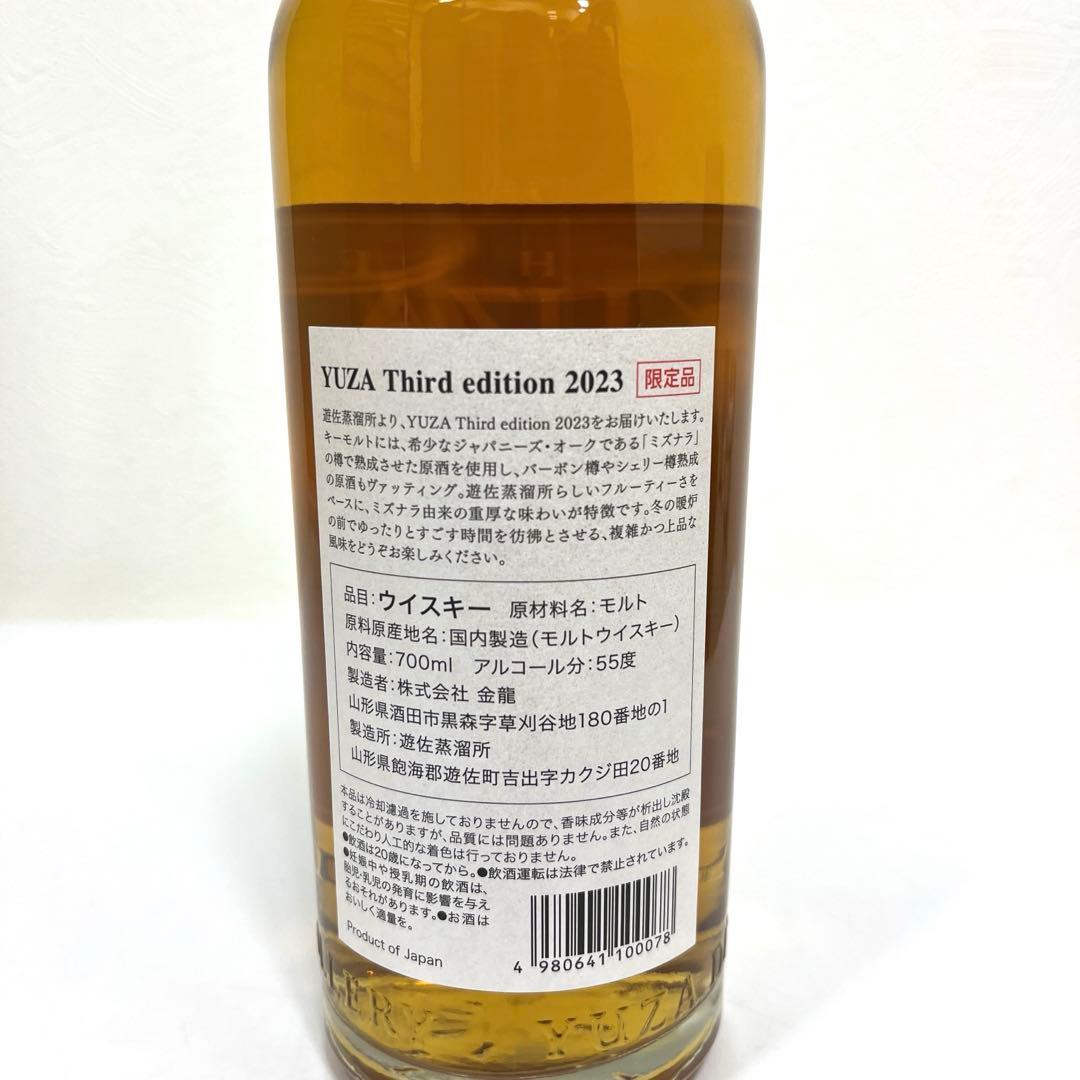 YUZA Third edition 2023 限定品
遊佐蒸溜所より、YUZA Third edition 2023をお届けいたします。
キーモルトには、希少なジャパニーズ・オークである「ミズナラ」
の樽で熟成させた原酒を使用し、バーボン樽やシェリー樽熟成
の原酒もヴァッティング。遊佐蒸溜所らしいフルーティーさを
ベースに、ミズナラ由来の重厚な味わいが特徴です。冬の暖炉
の前でゆったりとすごす時間を彷彿とさせる、複雑かつ上品な
風味をどうぞお楽しみください。
品目：ウイスキー 原材料名：モルト
原料原産地名：国内製造（モルトウイスキー）
内容量：700ml アルコール分：55度
製造者：株式会社 金龍
山形県酒田市黒森字草刈谷地180番地の1
製造所：遊佐蒸溜所
山形県飽海郡遊佐町吉出字カクジ田20番地
本品は冷却濾過を施しておりませんので、香味成分等が析出し沈殿
することがありますが、品質には問題ありません。また、自然の状態
にこだわり人工的な着色は行っておりません。
●飲酒は20歳になってから。●飲酒運転は法律で禁止されています。
●妊娠中や授乳期の飲酒は、
胎児・乳児の発育に影響を与え
るおそれがあります。●お酒は
おいしく適量を。
Product of Japan
4 980641 100078
LLERY, YUZA D